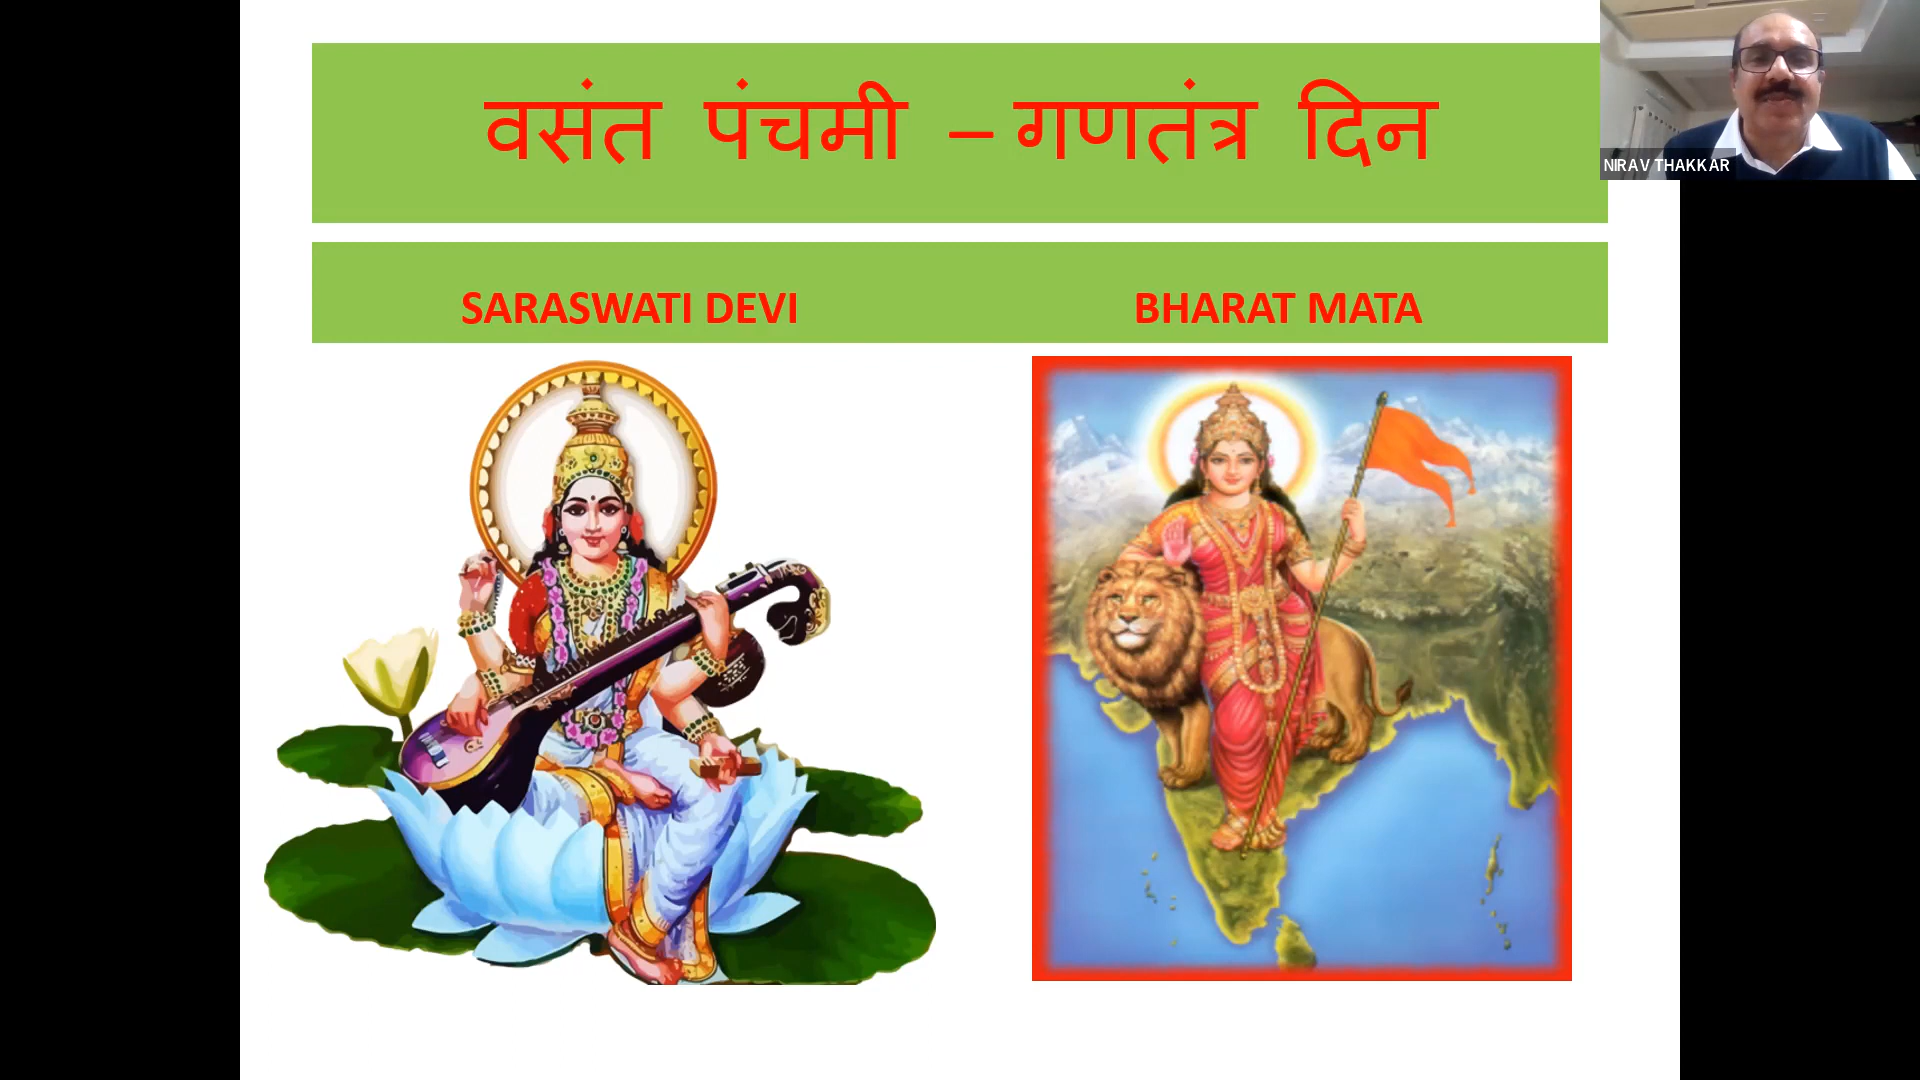 वसंत पंचमी – गणतंत्र दिन
NIRAV THAKKAR
SARASWATI DEVI
BHARAT MATA